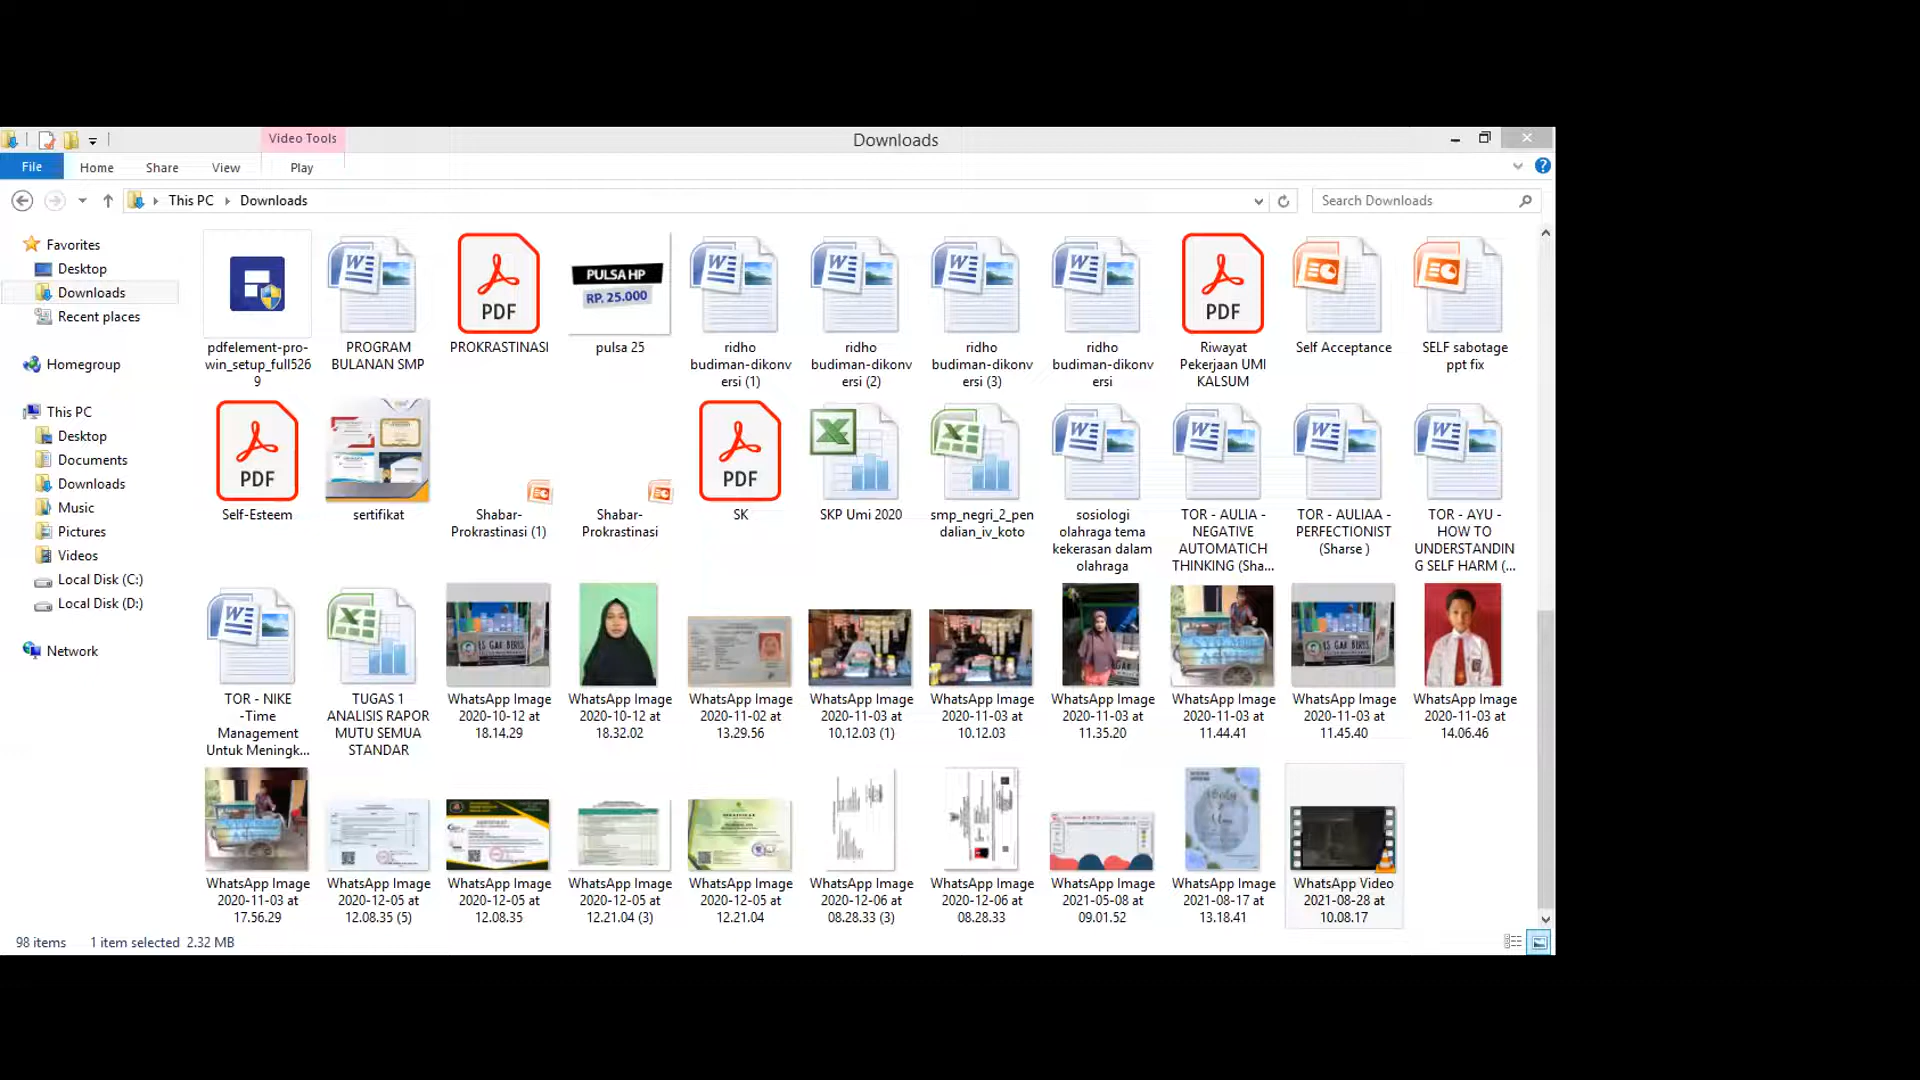 Video Tools
Downloads
File
Home
Share
View
Play
This PC
Downloads
Search Downloads
Favorites
Desktop
Downloads
Recent places
Homegroup
This PC
Desktop
Documents
Downloads
Music
Pictures
Videos
Local Disk (C:)
Local Disk (D:)
Network
PDF
PULSA HP
RP. 25.000
PDF
pdfelement-pro-
win_setup_full526
9
PROGRAM
BULANAN SMP
PROKRASTINASI
pulsa 25
ridho
budiman-dikonv
ersi (1)
ridho
budiman-dikonv
ersi (2)
ridho
budiman-dikonv
ersi (3)
ridho
budiman-dikonv
ersi
Riwayat
Pekerjaan UMI
KALSUM
Self Acceptance
SELF sabotage
ppt fix
PDF
PDF
Self-Esteem
sertifikat
Shabar-
Prokrastinasi (1)
Shabar-
Prokrastinasi
SK
SKP Umi 2020
smp_negri_2_pen
dalian_iv_koto
sosiologi
olahraga tema
kekerasan dalam
olahraga
TOR - AULIA -
NEGATIVE
AUTOMATICH
THINKING (Sha...
TOR - AULIAA -
PERFECTIONIST
(Sharse )
TOR - AYU -
HOW TO
UNDERSTANDIN
G SELF HARM (...
ES GAK BERES
TOR - NIKE
-Time
Management
Untuk Meningk...
TUGAS 1
ANALISIS RAPOR
MUTU SEMUA
STANDAR
WhatsApp Image
2020-10-12 at
18.14.29
WhatsApp Image
2020-10-12 at
18.32.02
WhatsApp Image
2020-11-02 at
13.29.56
WhatsApp Image
2020-11-03 at
10.12.03 (1)
WhatsApp Image
2020-11-03 at
10.12.03
WhatsApp Image
2020-11-03 at
11.35.20
WhatsApp Image
2020-11-03 at
11.44.41
WhatsApp Image
2020-11-03 at
11.45.40
WhatsApp Image
2020-11-03 at
14.06.46
WhatsApp Image
2020-11-03 at
17.56.29
WhatsApp Image
2020-12-05 at
12.08.35 (5)
WhatsApp Image
2020-12-05 at
12.08.35
WhatsApp Image
2020-12-05 at
12.21.04 (3)
WhatsApp Image
2020-12-05 at
12.21.04
WhatsApp Image
2020-12-06 at
08.28.33 (3)
WhatsApp Image
2020-12-06 at
08.28.33
WhatsApp Image
2021-05-08 at
09.01.52
WhatsApp Image
2021-08-17 at
13.18.41
WhatsApp Video
2021-08-28 at
10.08.17
98 items
1 item selected 2.32 MB